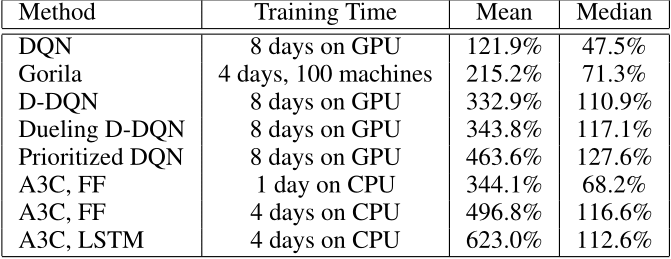 Method Training Time Mean Median
DQN 8 days on GPU 121.9% 47.5%
Gorila 4 days, 100 machines 215.2% 71.3%
D-DQN 8 days on GPU 332.9% 110.9%
Dueling D-DQN 8 days on GPU 343.8% 117.1%
Prioritized DQN 8 days on GPU 463.6% 127.6%
A3C, FF 1 day on CPU 344.1% 68.2%
A3C, FF 4 days on CPU 496.8% 116.6%
A3C, LSTM 4 days on CPU 623.0% 112.6%